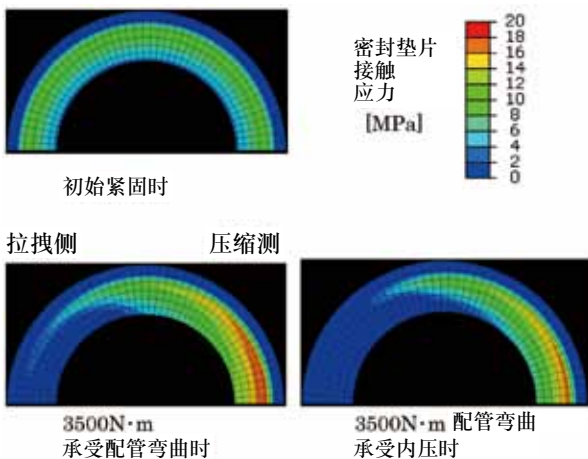 密封垫片
接触
应力
[MPa]
20
18
16
14
12
10
8
6
4
2
0
初始紧固时
拉拽侧
压缩测
3500N·m
承受配管弯曲时
3500N·m 配管弯曲
承受内压时